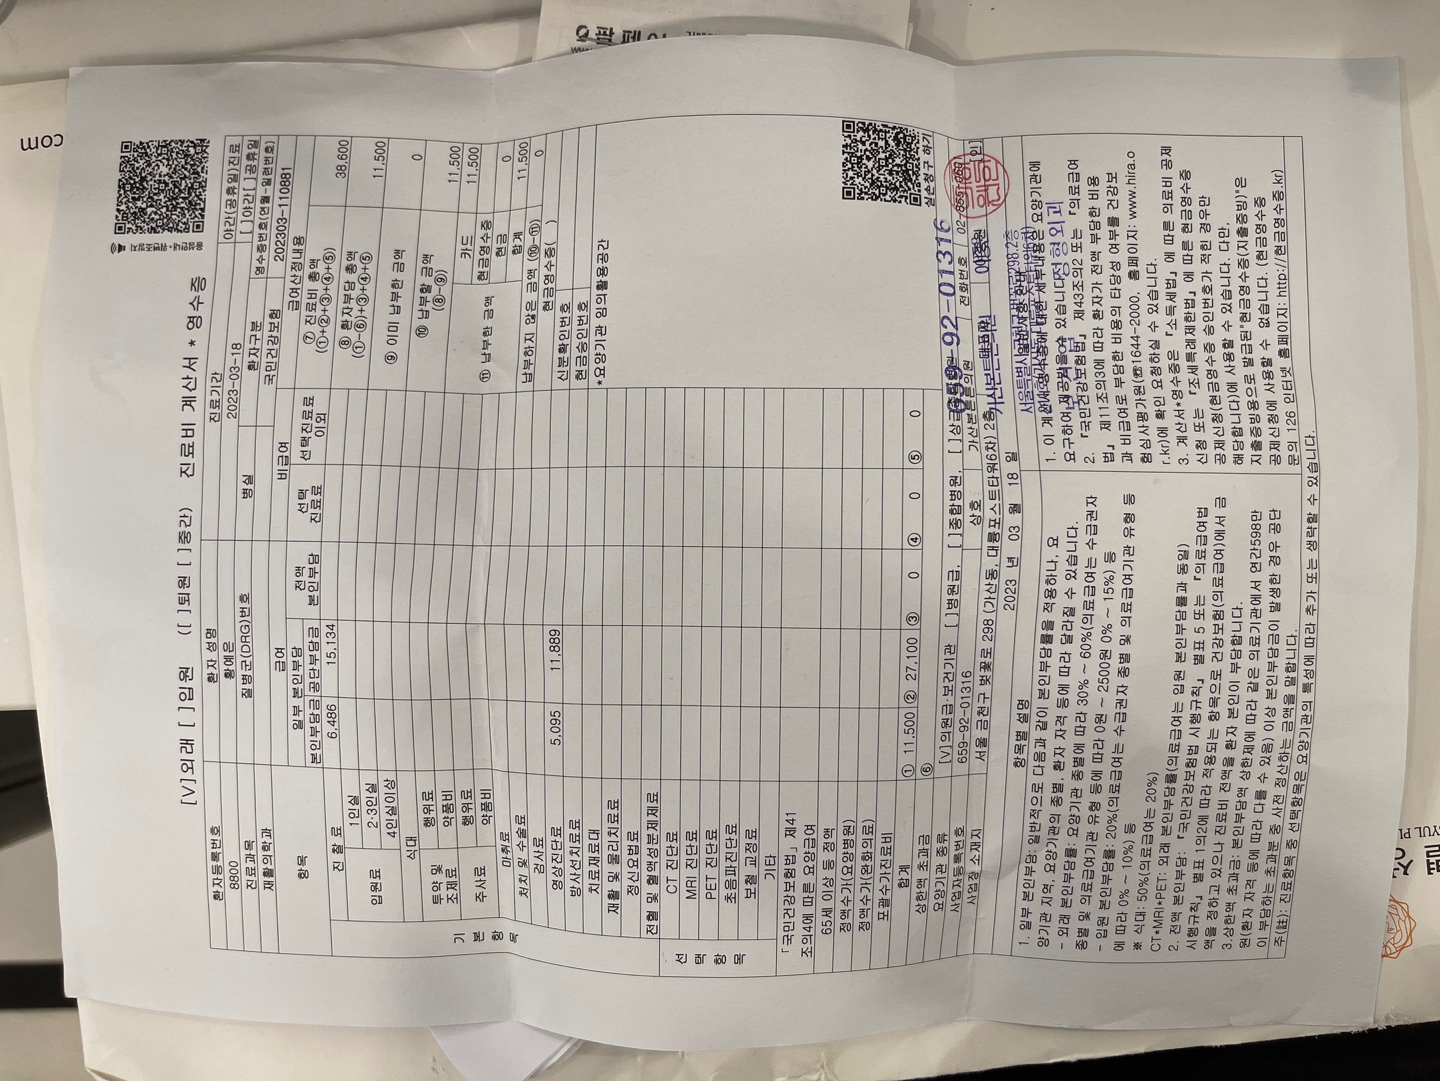 .com
음성안내·위변조방지
[V]외래 [ ]입원 ([ ]퇴원 [ ]중간) 진료비 계산서 * 영수증
환자등록번호 환자 성명 진료기간 야간(공휴일)진료
8800 황예은 2023-03-18 [ ]야간[ ]공휴일
진료과목 질병군(DRG)번호 병실 환자구분 영수증번호(연월-일련번호)
재활의학과 국민건강보험 202303-110881
항목 급여 비급여 급여산정내용
일부 본인부담 전액 본인부담 선택 진료료 선택진료료 이외
본인부담금 공단부담금
⑦ 진료비 총액
(①+②+③+④+⑤) 38,600
⑧ 환자부담 총액
(①-⑥)+③+④+⑤) 11,500
⑨ 이미 납부한 금액 0
⑩ 납부할 금액
(⑧-⑨) 11,500
⑪ 납부한 금액 카드 11,500
현금영수증
현금 0
합계 11,500
납부하지 않은 금액 (⑩-⑪) 0
현금영수증( )
신분확인번호
현금승인번호
*요양기관 임의활용공간
기본항목
진 찰 료 6,486 15,134
입원료 1인실
2·3인실
4인실이상
식대
투약 및 조제료 행위료
약품비
주사료 행위료
약품비
마취료
처치 및 수술료
검사료
영상진단료 5,095 11,889
방사선치료료
치료재료대
재활 및 물리치료료
정신요법료
전혈 및 혈액성분제제료
선택항목
CT 진단료
MRI 진단료
PET 진단료
초음파진단료
보철 교정료
기타
「국민건강보험법」제41
조의4에 따른 요양급여
65세 이상 등 정액
정액수가(요양병원)
정액수가(완화의료)
포괄수가진료비
합계 ① 11,500 ② 27,100 ③ 0 ④ 0 ⑤ 0
상한액 초과금 ⑥
실손청구 하기
요양기관 종류 [V]의원급·보건기관 [ ]병원급, [ ]종합병원, [ ]상급종합병원
사업자등록번호 659-92-01316 상호 가산본튼튼의원 전화번호
사업장 소재지 서울 금천구 벚꽃로 298 (가산동, 대륭포스트타워6차) 2층 대표자 [인]
659-92-01316
가산본튼튼의원
정형외과
2023 년 03 월 18 일
항목별 설명
1. 일부 본인부담: 일반적으로 다음과 같이 본인부담률을 적용하나, 요
양기관 지역, 요양기관의 종별, 환자 자격 등에 따라 달라질 수 있습니다.
- 외래 본인부담률: 요양기관 종별에 따라 30% ~ 60%(의료급여는 수급권자
종별 및 의료급여기관 유형 등에 따라 0원 ~ 2500원 0% ~ 15%) 등
- 입원 본인부담률: 20%(의료급여는 수급권자 종별 및 의료급여기관 유형 등
에 따라 0% ~ 10%) 등
※ 식대: 50%(의료급여는 20%)
CT*MRI*PET: 외래 본인부담률(의료급여는 입원 본인부담률과 동일)
2. 전액 본인부담: 『국민건강보험법 시행규칙』 별표 5 또는 『의료급여법
시행규칙』 별표 1의2에 따라 적용되는 항목으로 건강보험(의료급여)에서 금
액을 정하고 있으나 진료비 전액을 환자 본인이 부담합니다.
3.상한액 초과금: 본인부담액 상한제에 따라 같은 의료기관에서 연간598만
원(환자 자격 등에 따라 다를 수 있음) 이상 본인부담금이 발생한 경우 공단
이 부담하는 초과분 중 사전 정산하는 금액을 말합니다.
주(註): 진료항목 중 선택항목은 요양기관의 특성에 따라 추가 또는 생략할 수 있습니다.
일반사항 안내
1. 이 계산서*영수증에 대한 세부내용은 요양기관에
요구하여 제공받을 수 있습니다.
2. 『국민건강보험법』 제43조의2 또는 『의료급여
법』 제11조의3에 따라 환자가 전액 부담한 비용
과 비급여로 부담한 비용의 타당성 여부를 건강보
험심사평가원(☏1644-2000, 홈페이지: www.hira.o
r.kr)에 확인 요청하실 수 있습니다.
3. 계산서*영수증은 『소득세법』에 따른 의료비 공제
신청 또는 『조세특례제한법』에 따른 현금영수증
공제신청(현금영수증 승인번호가 적힌 경우만
해당합니다)에 사용할 수 있습니다. 다만,
지출증빙용으로 발급된"현금영수증(지출증빙)"은
공제신청에 사용할 수 없습니다. (현금영수증
문의 126 인터넷 홈페이지: http://현금영수증.kr)